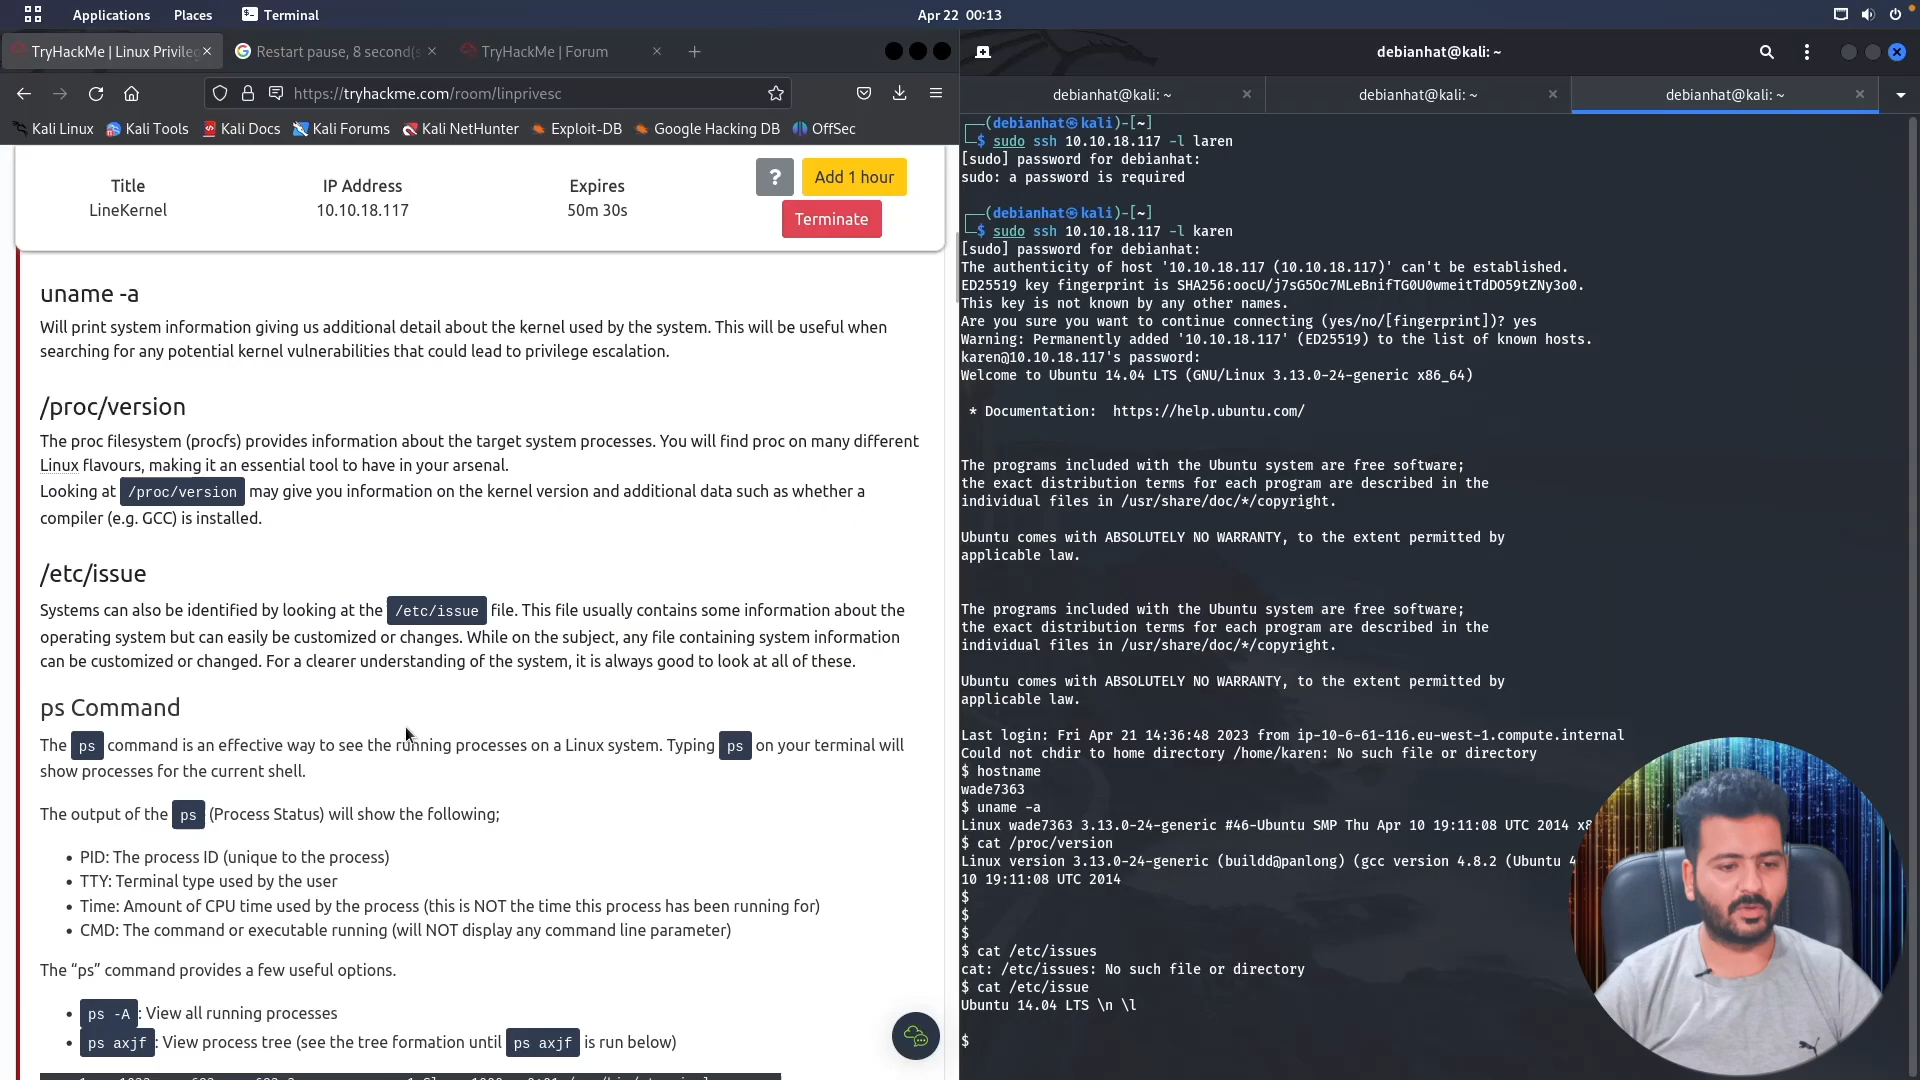 Applications Places Terminal
Apr 22 00:13
TryHackMe | Linux Privile
Restart pause, 8 second(s
TryHackMe | Forum
https://tryhackme.com/room/linprivesc
Kali Linux Kali Tools Kali Docs Kali Forums Kali NetHunter Exploit-DB Google Hacking DB OffSec
Title IP Address Expires
LineKernel 10.10.18.117 50m 30s
? Add 1 hour
Terminate
uname -a
Will print system information giving us additional detail about the kernel used by the system. This will be useful when
searching for any potential kernel vulnerabilities that could lead to privilege escalation.
/proc/version
The proc filesystem (procfs) provides information about the target system processes. You will find proc on many different
Linux flavours, making it an essential tool to have in your arsenal.
Looking at /proc/version may give you information on the kernel version and additional data such as whether a
compiler (e.g. GCC) is installed.
/etc/issue
Systems can also be identified by looking at the /etc/issue file. This file usually contains some information about the
operating system but can easily be customized or changes. While on the subject, any file containing system information
can be customized or changed. For a clearer understanding of the system, it is always good to look at all of these.
ps Command
The ps command is an effective way to see the running processes on a Linux system. Typing ps on your terminal will
show processes for the current shell.
The output of the ps (Process Status) will show the following;
• PID: The process ID (unique to the process)
• TTY: Terminal type used by the user
• Time: Amount of CPU time used by the process (this is NOT the time this process has been running for)
• CMD: The command or executable running (will NOT display any command line parameter)
The “ps” command provides a few useful options.
• ps -A : View all running processes
• ps axjf : View process tree (see the tree formation until ps axjf is run below)
debianhat@kali: ~
debianhat@kali: ~ debianhat@kali: ~ debianhat@kali: ~
┌──(debianhat㉿kali)-[~]
└─$ sudo ssh 10.10.18.117 -l laren
[sudo] password for debianhat:
sudo: a password is required
┌──(debianhat㉿kali)-[~]
└─$ sudo ssh 10.10.18.117 -l karen
[sudo] password for debianhat:
The authenticity of host '10.10.18.117 (10.10.18.117)' can't be established.
ED25519 key fingerprint is SHA256:oocU/j7sG5Oc7MLeBnifTG0U0wmeitTdDO59tZNy3o0.
This key is not known by any other names.
Are you sure you want to continue connecting (yes/no/[fingerprint])? yes
Warning: Permanently added '10.10.18.117' (ED25519) to the list of known hosts.
karen@10.10.18.117's password:
Welcome to Ubuntu 14.04 LTS (GNU/Linux 3.13.0-24-generic x86_64)
* Documentation: https://help.ubuntu.com/
The programs included with the Ubuntu system are free software;
the exact distribution terms for each program are described in the
individual files in /usr/share/doc/*/copyright.
Ubuntu comes with ABSOLUTELY NO WARRANTY, to the extent permitted by
applicable law.
The programs included with the Ubuntu system are free software;
the exact distribution terms for each program are described in the
individual files in /usr/share/doc/*/copyright.
Ubuntu comes with ABSOLUTELY NO WARRANTY, to the extent permitted by
applicable law.
Last login: Fri Apr 21 14:36:48 2023 from ip-10-6-61-116.eu-west-1.compute.internal
Could not chdir to home directory /home/karen: No such file or directory
$ hostname
wade7363
$ uname -a
Linux wade7363 3.13.0-24-generic #46-Ubuntu SMP Thu Apr 10 19:11:08 UTC 2014 x8
$ cat /proc/version
Linux version 3.13.0-24-generic (buildd@panlong) (gcc version 4.8.2 (Ubuntu 4
10 19:11:08 UTC 2014
$
$
$
$ cat /etc/issues
cat: /etc/issues: No such file or directory
$ cat /etc/issue
Ubuntu 14.04 LTS \n \l
$